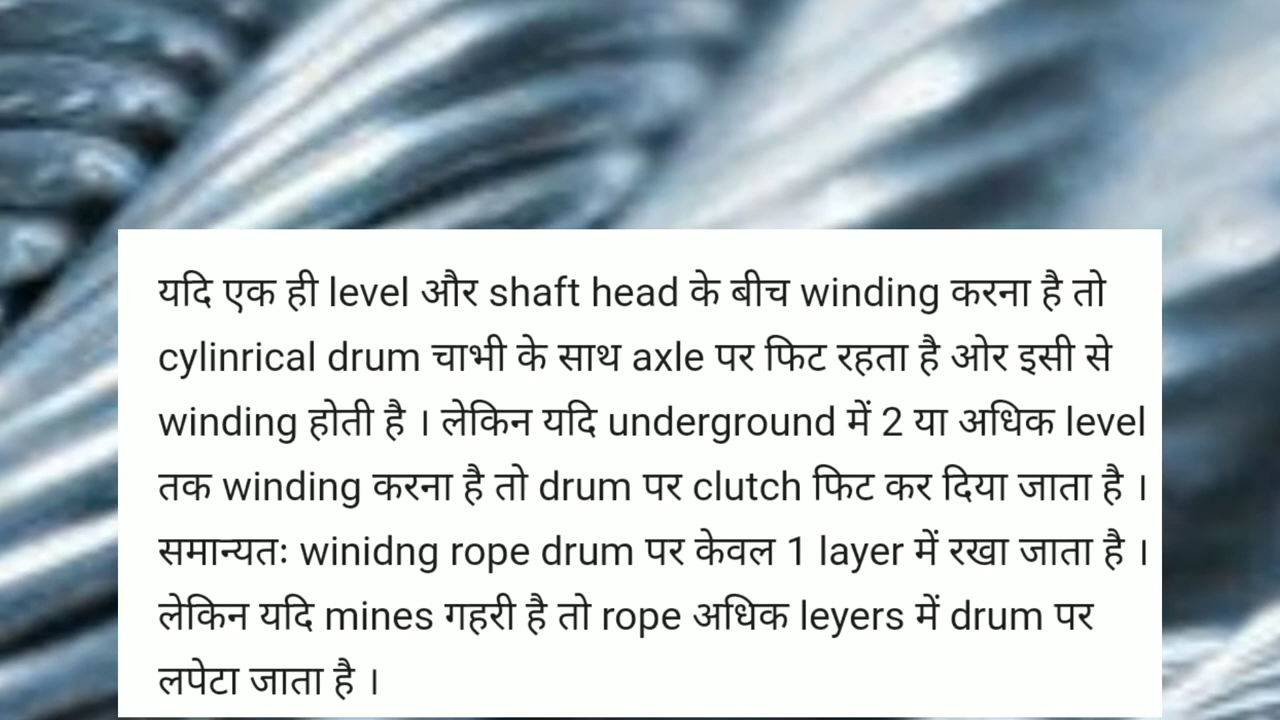 यदि एक ही level और shaft head के बीच winding करना है तो
cylinrical drum चाभी के साथ axle पर फिट रहता है ओर इसी से
winding होती है । लेकिन यदि underground में 2 या अधिक level
तक winding करना है तो drum पर clutch फिट कर दिया जाता है ।
समान्यतः winidng rope drum पर केवल 1 layer में रखा जाता है ।
लेकिन यदि mines गहरी है तो rope अधिक leyers में drum पर
लपेटा जाता है ।